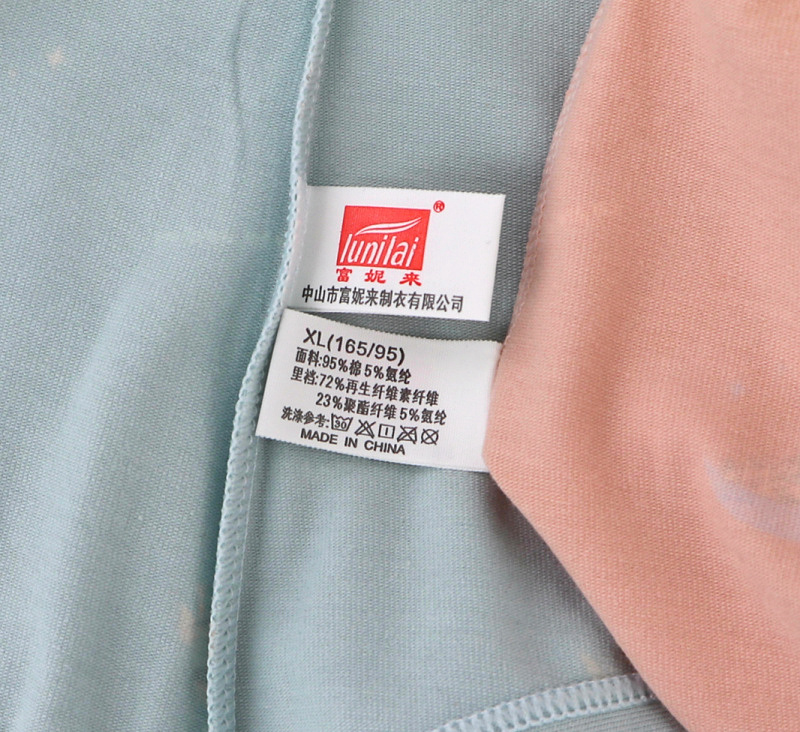 ®
lunilai
富妮来
中山市富妮来制衣有限公司
XL(165/95)
面料:95%棉 5%氨纶
里裆:72%再生纤维素纤维
23%聚酯纤维 5%氨纶
洗涤参考: 30
MADE IN CHINA